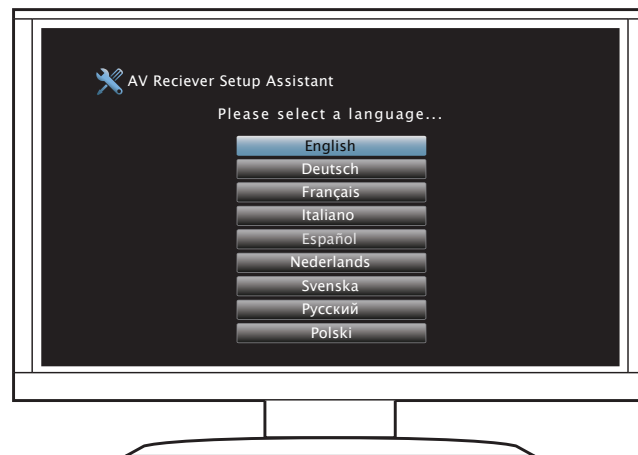 AV Reciever Setup Assistant
Please select a language...
English
Deutsch
Français
Italiano
Español
Nederlands
Svenska
Русский
Polski